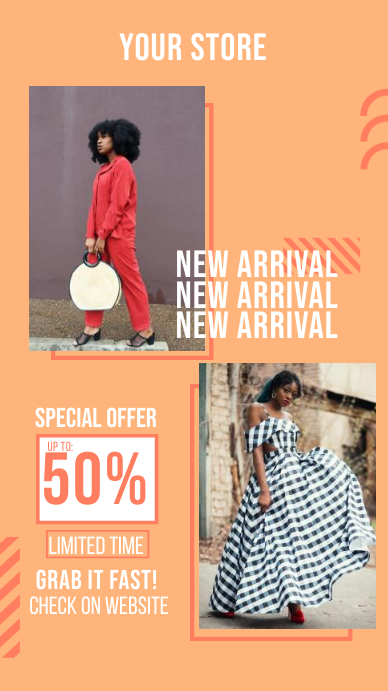 YOUR STORE
NEW ARRIVAL
NEW ARRIVAL
NEW ARRIVAL
SPECIAL OFFER
UP TO:
50%
LIMITED TIME
GRAB IT FAST!
CHECK ON WEBSITE